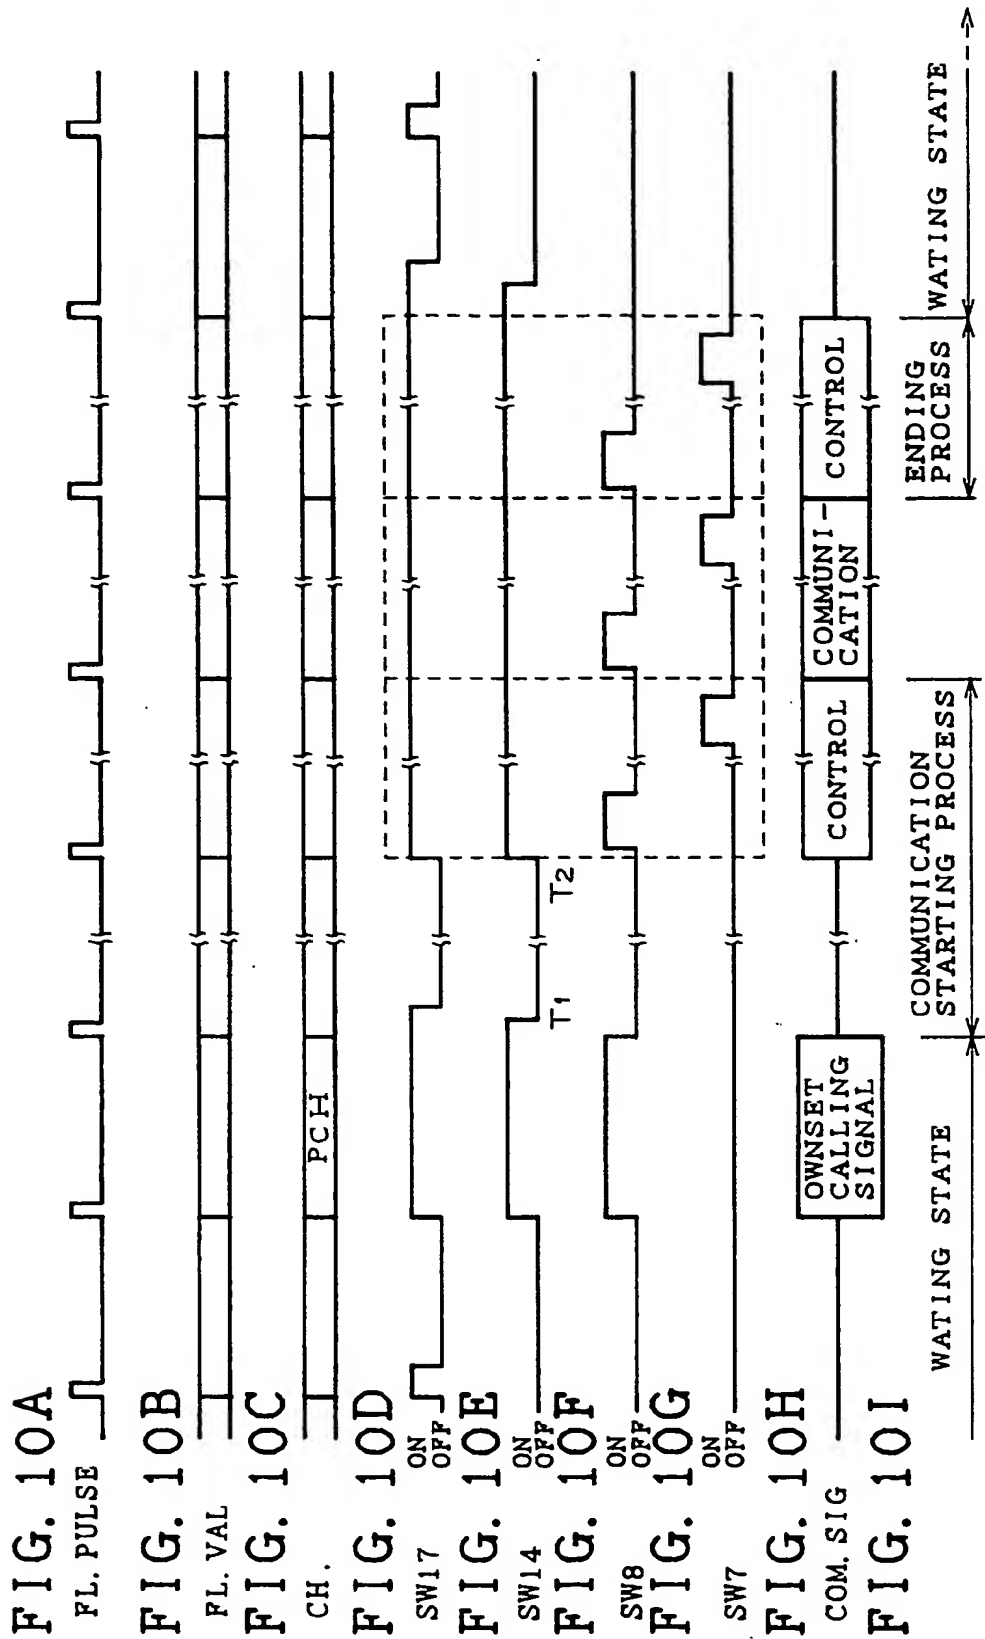 FIG. 10A
FL. PULSE
FIG. 10B
FL. VAL
FIG. 10C
CH.
PCH
FIG. 10D
SW17
ON
OFF
FIG. 10E
SW14
ON
OFF
T1
T2
FIG. 10F
SW8
ON
OFF
FIG. 10G
SW7
ON
OFF
FIG. 10H
COM. SIG
OWNSET
CALLING
SIGNAL
CONTROL
COMMUNI-
CATION
CONTROL
FIG. 10I
WATING STATE
COMMUNICATION
STARTING PROCESS
ENDING
PROCESS
WATING STATE